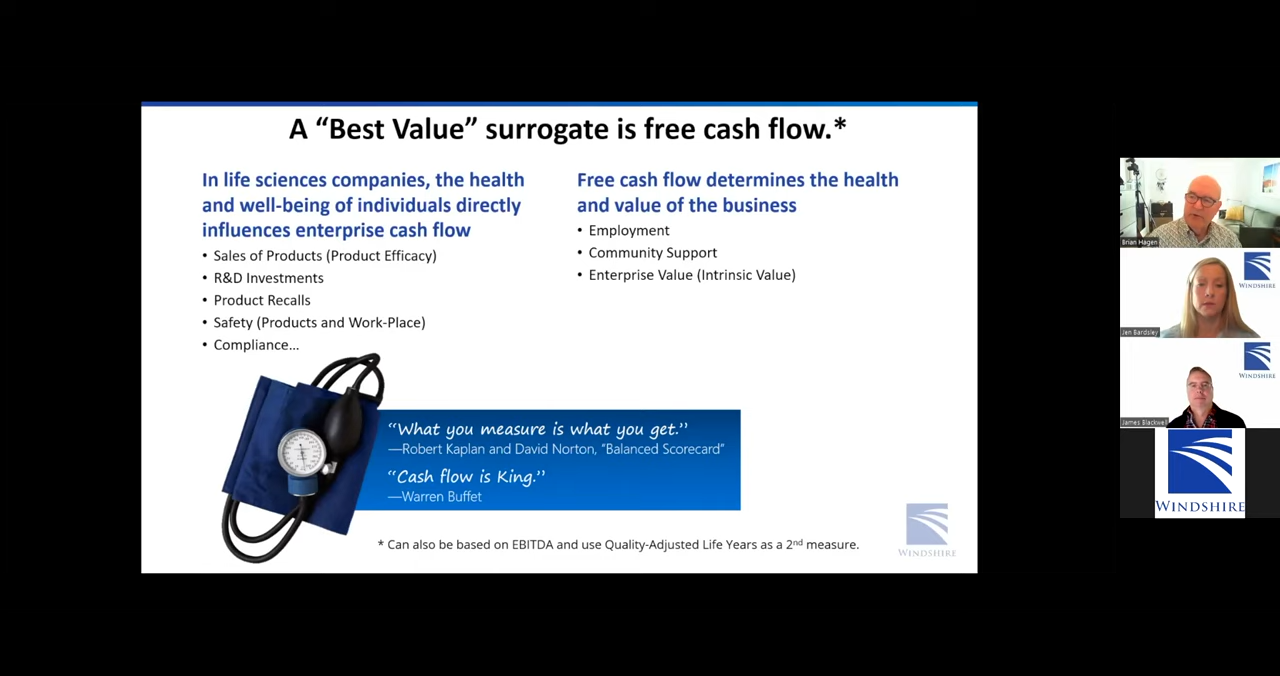 A “Best Value” surrogate is free cash flow.*
In life sciences companies, the health
and well-being of individuals directly
influences enterprise cash flow
• Sales of Products (Product Efficacy)
• R&D Investments
• Product Recalls
• Safety (Products and Work-Place)
• Compliance...
Free cash flow determines the health
and value of the business
• Employment
• Community Support
• Enterprise Value (Intrinsic Value)
“What you measure is what you get.”
—Robert Kaplan and David Norton, “Balanced Scorecard”
“Cash flow is King.”
—Warren Buffet
* Can also be based on EBITDA and use Quality-Adjusted Life Years as a 2nd measure.
WINDSHIRE
Brian Hagen
WINDSHIRE
Jen Bardsley
WINDSHIRE
James Blackwell
WINDSHIRE